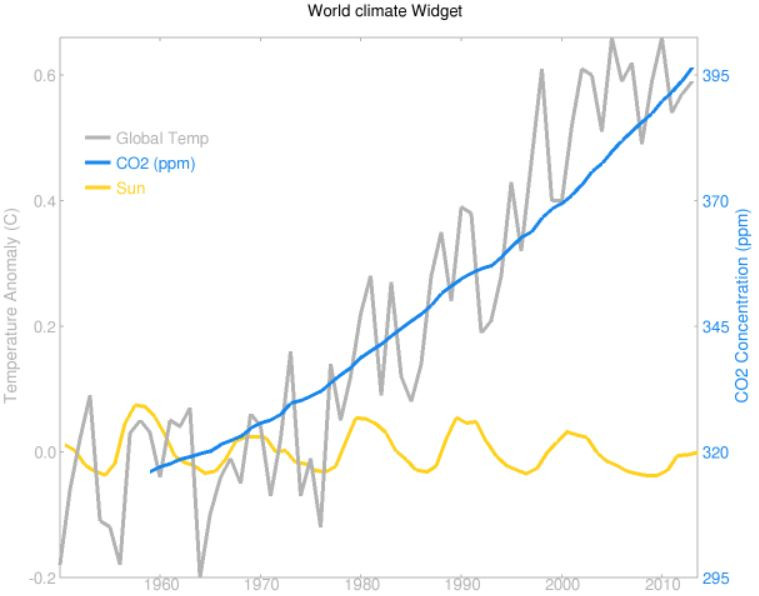 World climate Widget
0.6
0.4
0.2
0.0
-0.2
Temperature Anomaly (C)
Global Temp
CO2 (ppm)
Sun
395
370
345
320
295
CO2 Concentration (ppm)
1960 1970 1980 1990 2000 2010